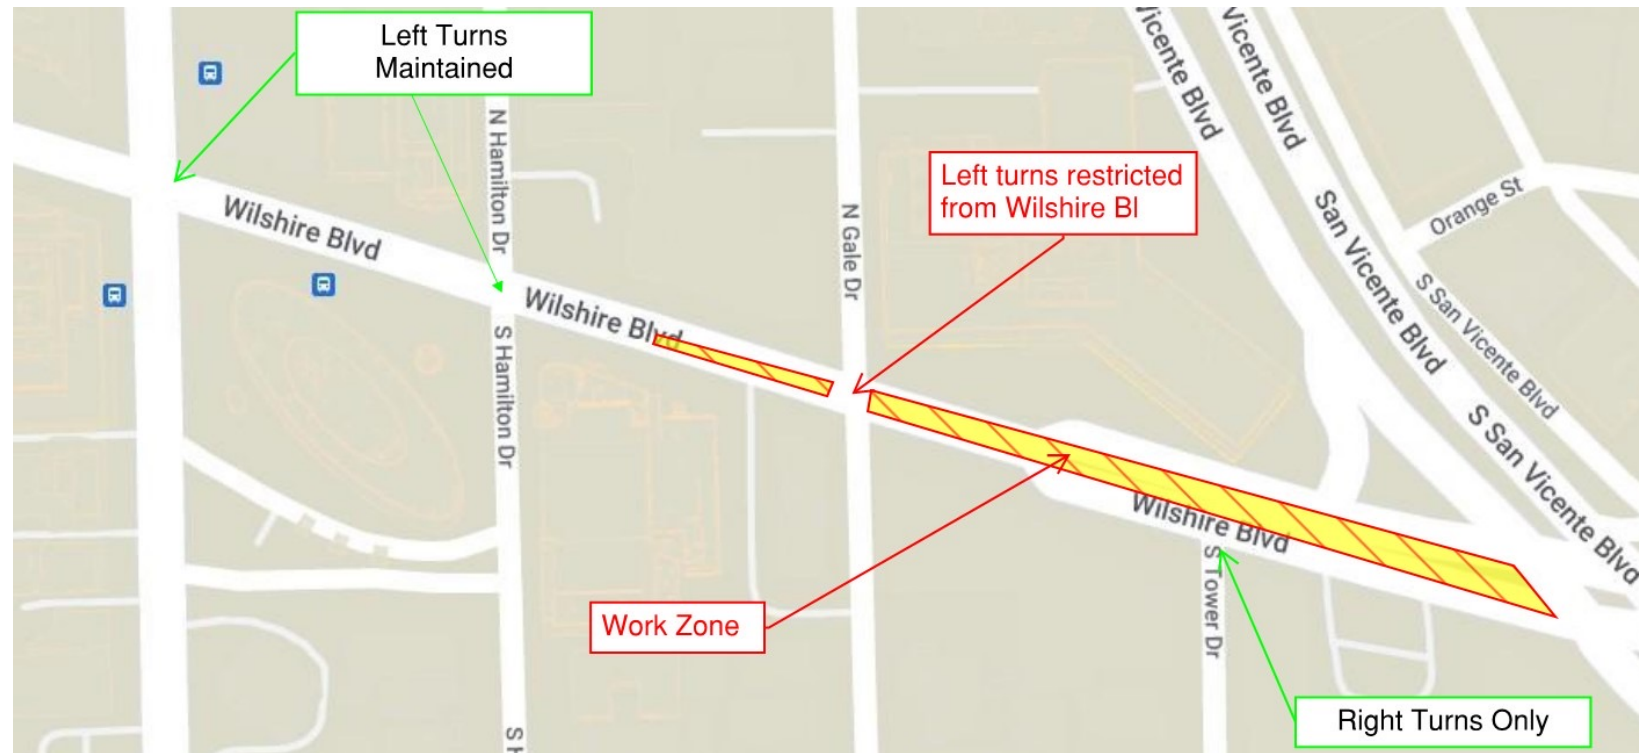 Left Turns
Maintained
Vicente Blvd
Vicente Blvd
N Hamilton Dr
Left turns restricted
from Wilshire Bl
Orange St
Wilshire Blvd
N Gale Dr
San Vicente Blvd
S San Vicente Blvd
Wilshire Blvd
S Hamilton Dr
S San Vicente Blvd
Wilshire Blvd
S Tower Dr
Work Zone
Right Turns Only
S H